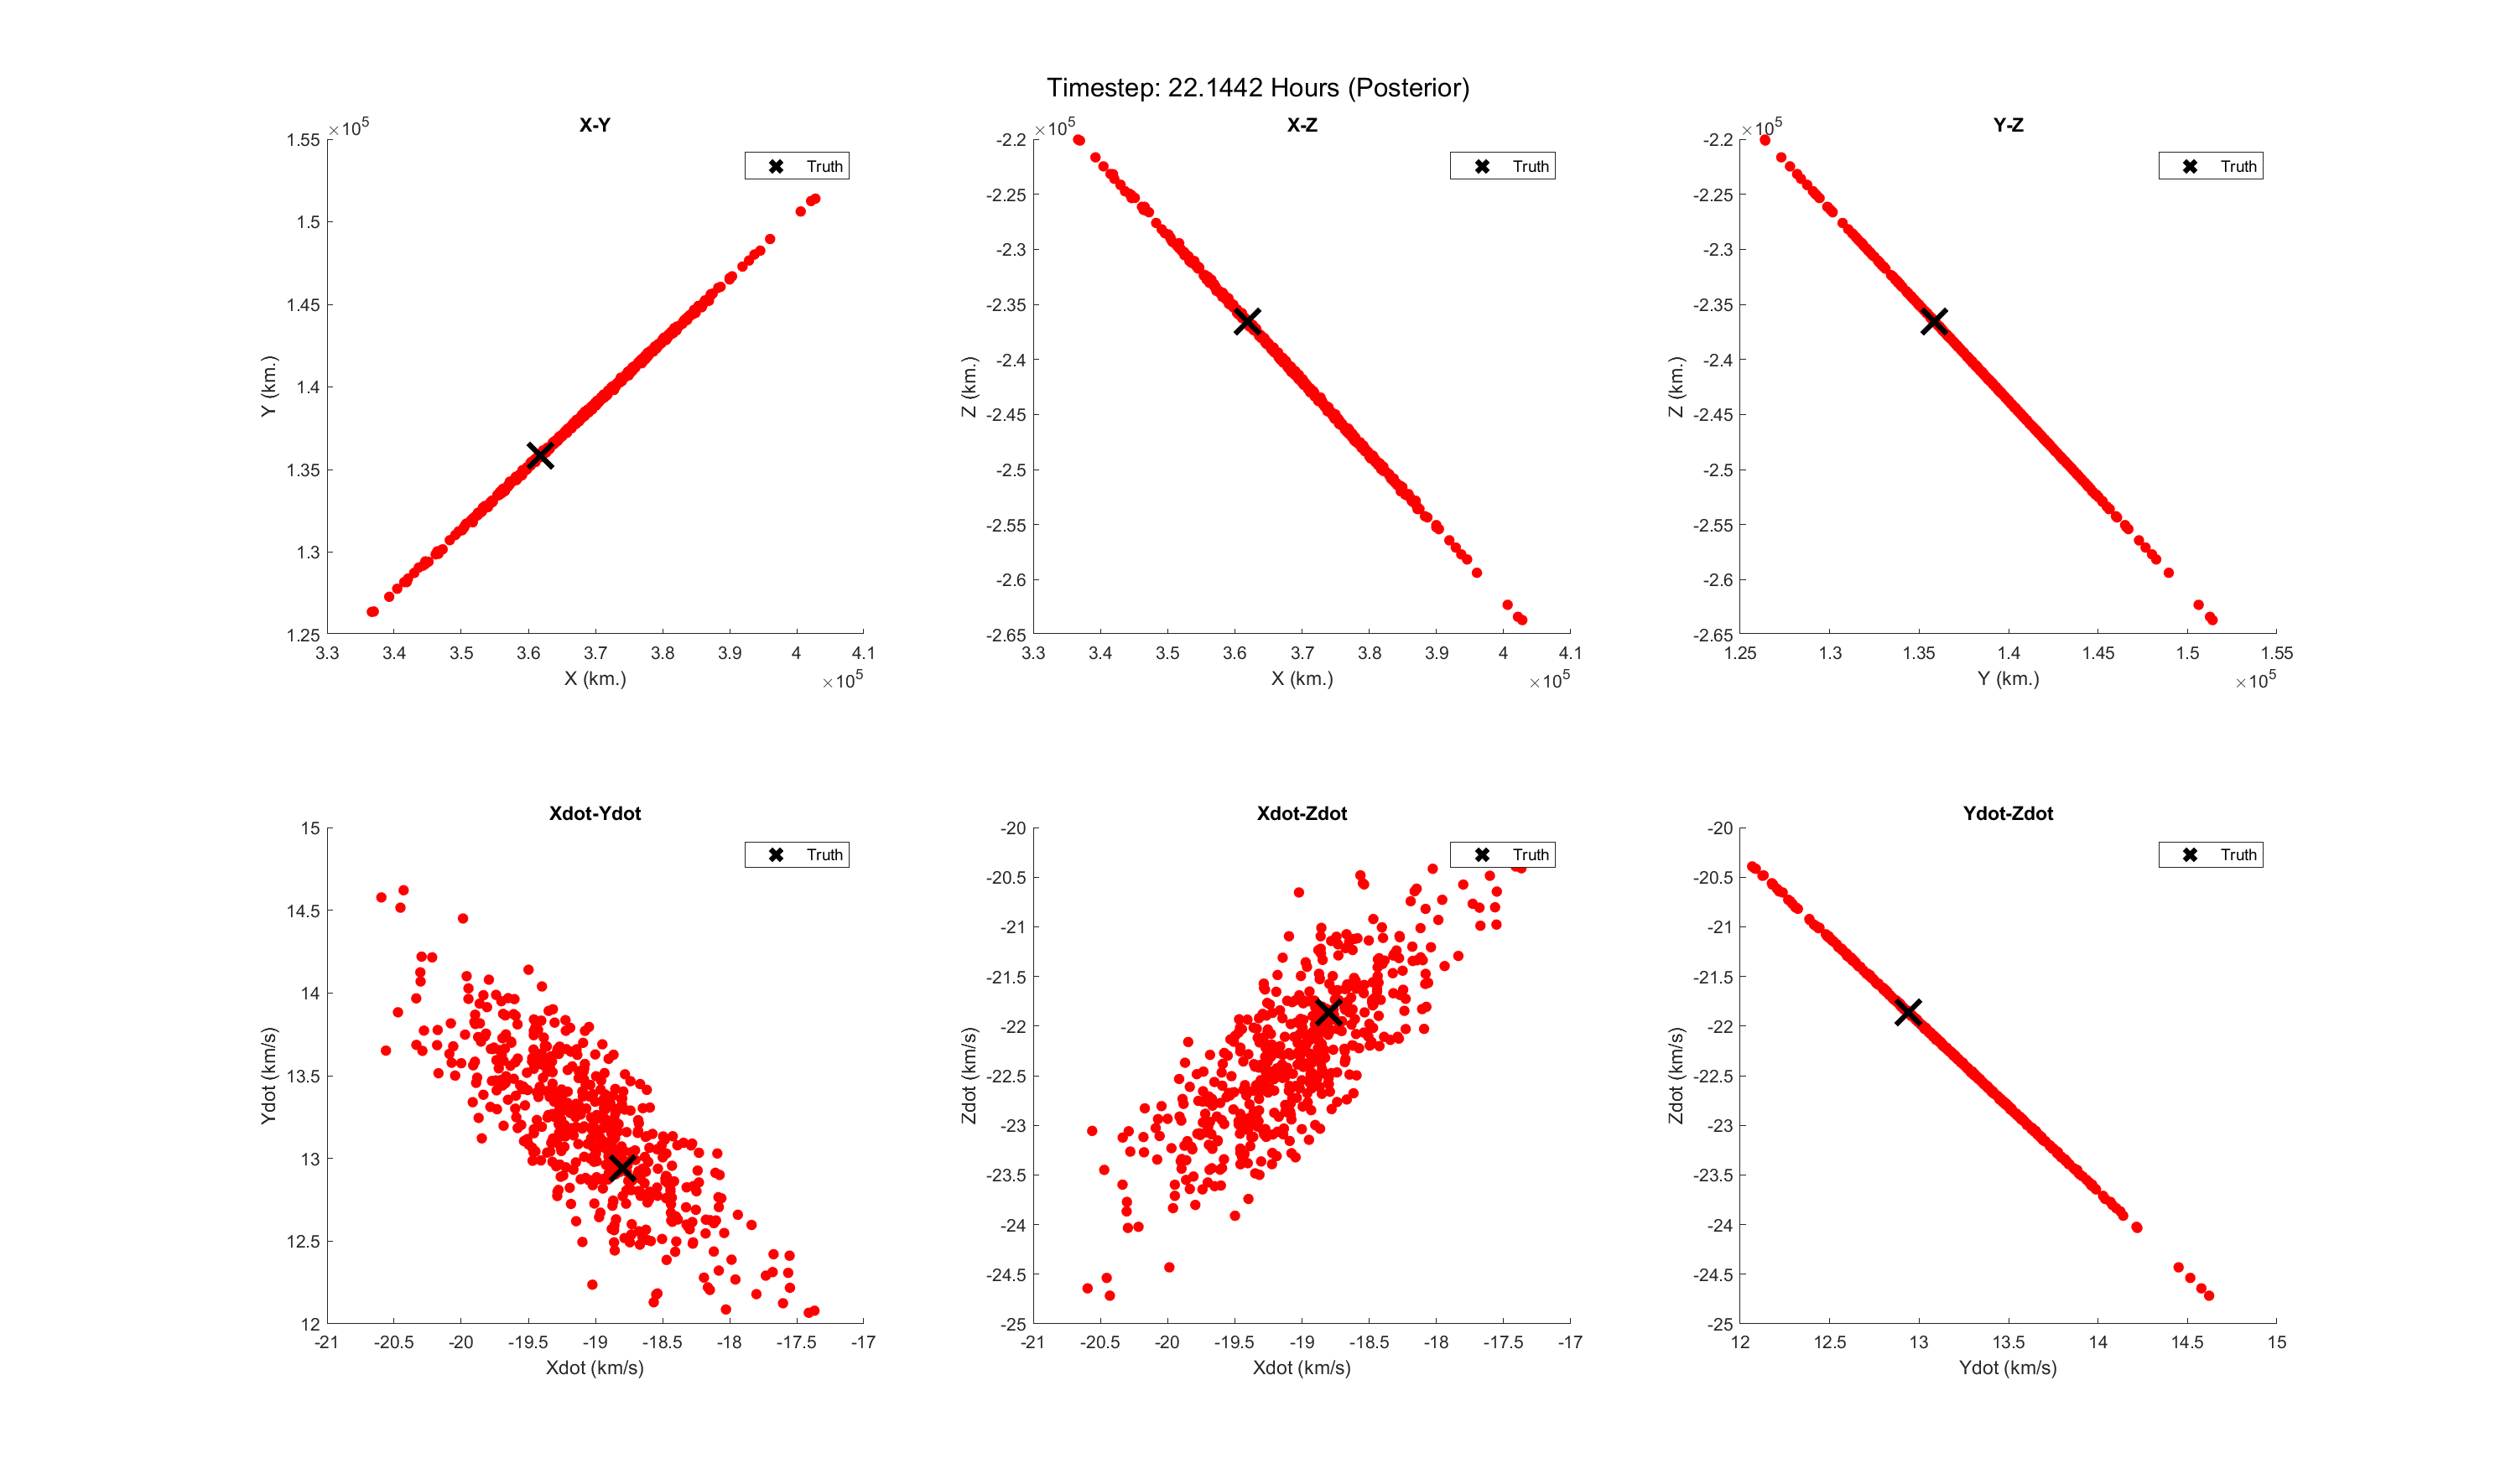 Timestep: 22.1442 Hours (Posterior)
X-Y
×10^5
Truth
1.55
1.5
1.45
1.4
1.35
1.3
1.25
Y (km.)
3.3 3.4 3.5 3.6 3.7 3.8 3.9 4 4.1
X (km.)
×10^5
X-Z
×10^5
Truth
-2.2
-2.25
-2.3
-2.35
-2.4
-2.45
-2.5
-2.55
-2.6
-2.65
Z (km.)
3.3 3.4 3.5 3.6 3.7 3.8 3.9 4 4.1
X (km.)
×10^5
Y-Z
×10^5
Truth
-2.2
-2.25
-2.3
-2.35
-2.4
-2.45
-2.5
-2.55
-2.6
-2.65
Z (km.)
1.25 1.3 1.35 1.4 1.45 1.5 1.55
Y (km.)
×10^5
Xdot-Ydot
Truth
15
14.5
14
13.5
13
12.5
12
Ydot (km/s)
-21 -20.5 -20 -19.5 -19 -18.5 -18 -17.5 -17
Xdot (km/s)
Xdot-Zdot
Truth
-20
-20.5
-21
-21.5
-22
-22.5
-23
-23.5
-24
-24.5
-25
Zdot (km/s)
-21 -20.5 -20 -19.5 -19 -18.5 -18 -17.5 -17
Xdot (km/s)
Ydot-Zdot
Truth
-20
-20.5
-21
-21.5
-22
-22.5
-23
-23.5
-24
-24.5
-25
Zdot (km/s)
12 12.5 13 13.5 14 14.5 15
Ydot (km/s)